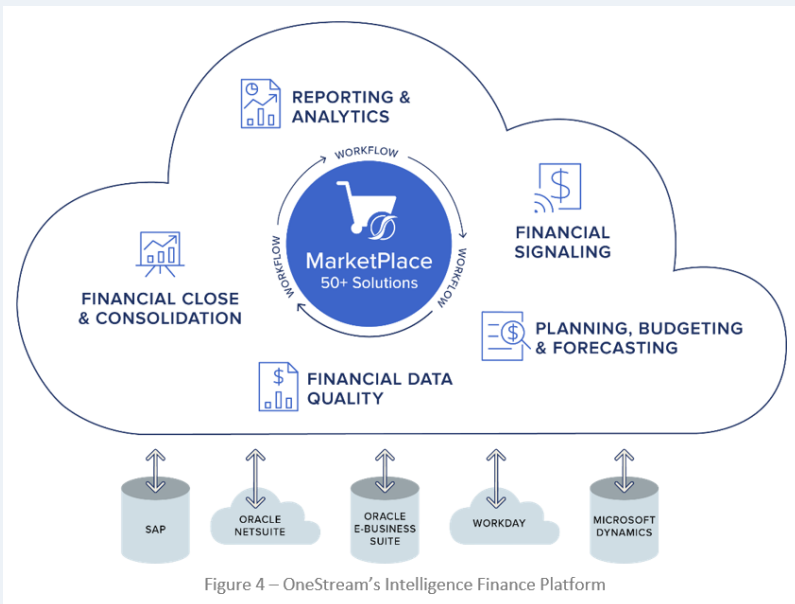 REPORTING &
ANALYTICS
WORKFLOW
WORKFLOW
WORKFLOW
MarketPlace
50+ Solutions
FINANCIAL
SIGNALING
FINANCIAL CLOSE
& CONSOLIDATION
PLANNING, BUDGETING
& FORECASTING
$ FINANCIAL DATA
QUALITY
$
$
SAP
ORACLE
NETSUITE
ORACLE
E-BUSINESS
SUITE
WORKDAY
MICROSOFT
DYNAMICS
Figure 4 – OneStream's Intelligence Finance Platform